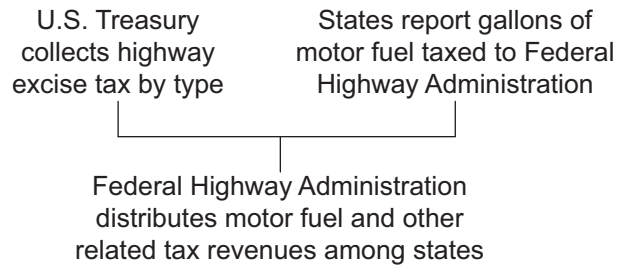 U.S. Treasury
collects highway
excise tax by type
States report gallons of
motor fuel taxed to Federal
Highway Administration
Federal Highway Administration
distributes motor fuel and other
related tax revenues among states